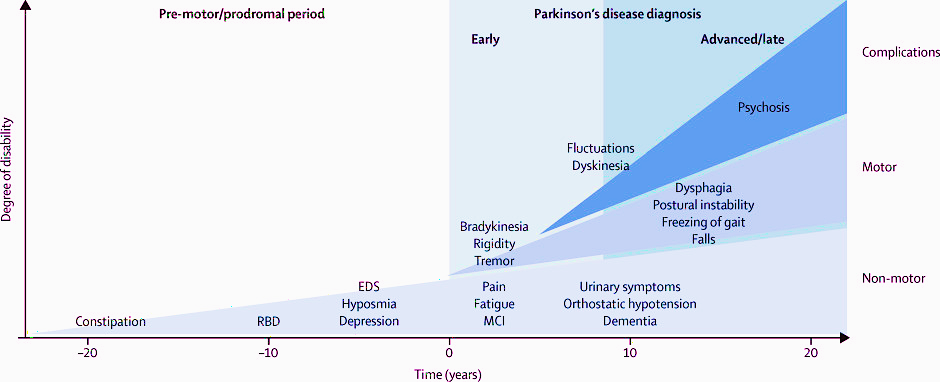 Pre-motor/prodromal period
Parkinson's disease diagnosis
Early
Advanced/late
Complications
Psychosis
Fluctuations
Dyskinesia
Motor
Dysphagia
Postural instability
Freezing of gait
Falls
Bradykinesia
Rigidity
Tremor
Non-motor
EDS
Hyposmia
Depression
Pain
Fatigue
MCI
Urinary symptoms
Orthostatic hypotension
Dementia
Constipation
RBD
Degree of disability
–20
–10
0
10
20
Time (years)